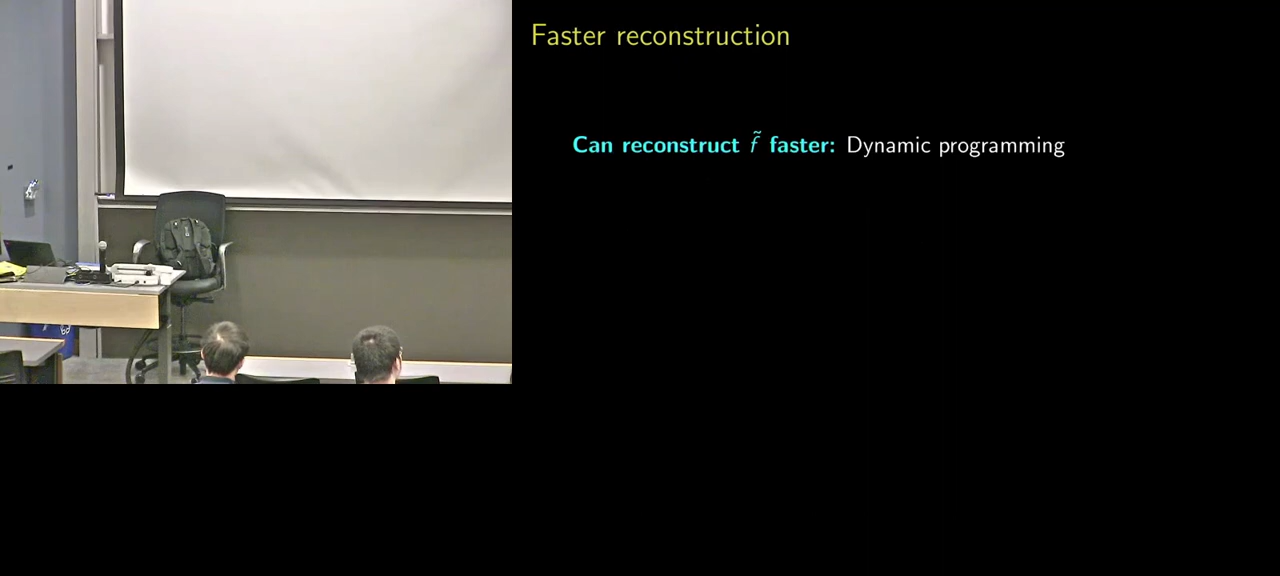 Faster reconstruction
Can reconstruct f̃ faster: Dynamic programming